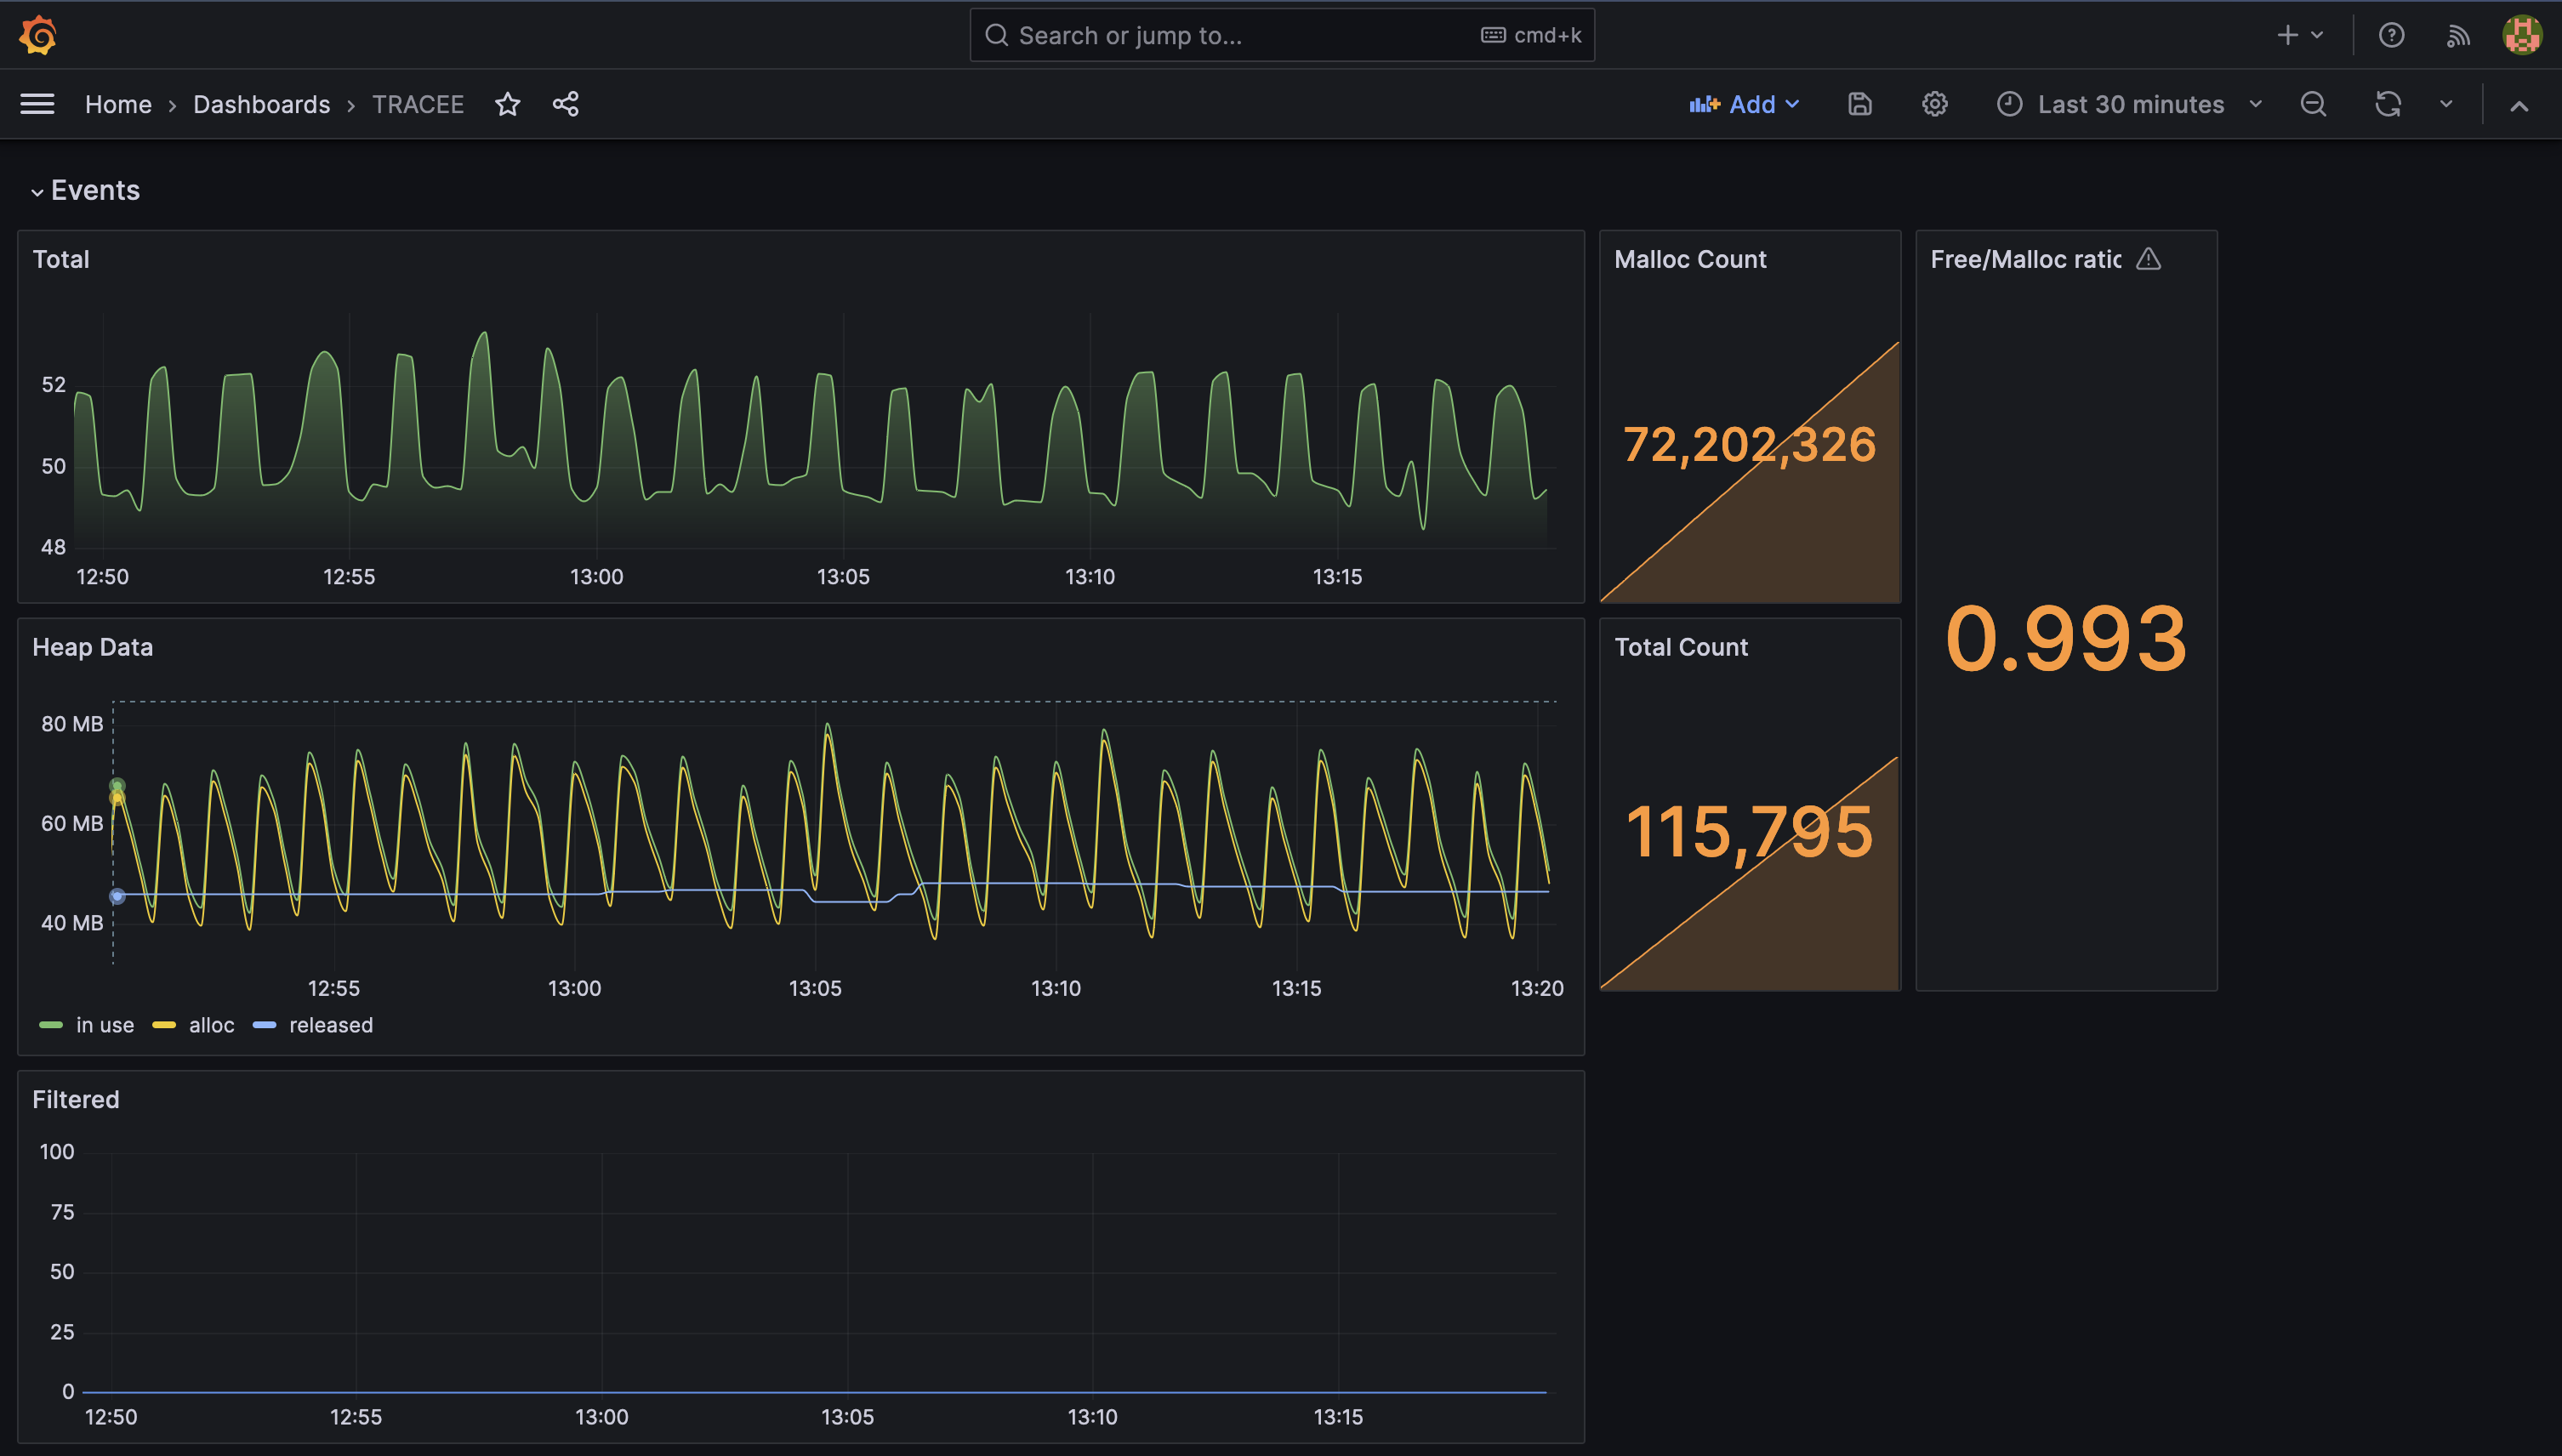 Search or jump to...
cmd+k
Home
Dashboards
TRACEE
Add
Last 30 minutes
Events
Total
52
50
48
12:50
12:55
13:00
13:05
13:10
13:15
Malloc Count
72,202,326
Free/Malloc ratio
0.993
Heap Data
80 MB
60 MB
40 MB
12:55
13:00
13:05
13:10
13:15
13:20
in use
alloc
released
Total Count
115,795
Filtered
100
75
50
25
0
12:50
12:55
13:00
13:05
13:10
13:15